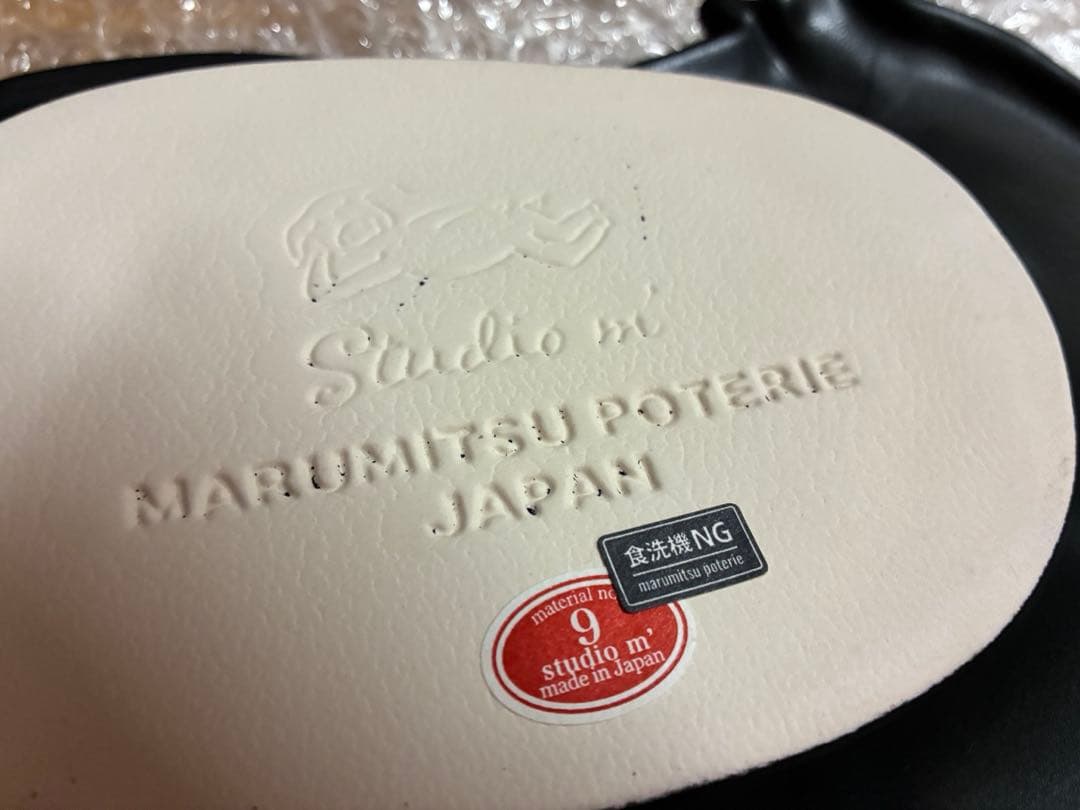 Studio m'
MARUMITSU POTERIE
JAPAN
食洗機NG
marumitsu poterie
material no
9
studio m'
made in Japan